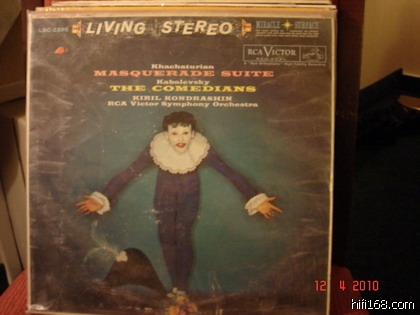 LSC-2398
LIVING STEREO
MIRACLE SURFACE
RCA VICTOR
Khachaturian
MASQUERADE SUITE
Kabalevsky
THE COMEDIANS
KIRIL KONDRASHIN
RCA Victor Symphony Orchestra
12 4 2010
hifi168.com